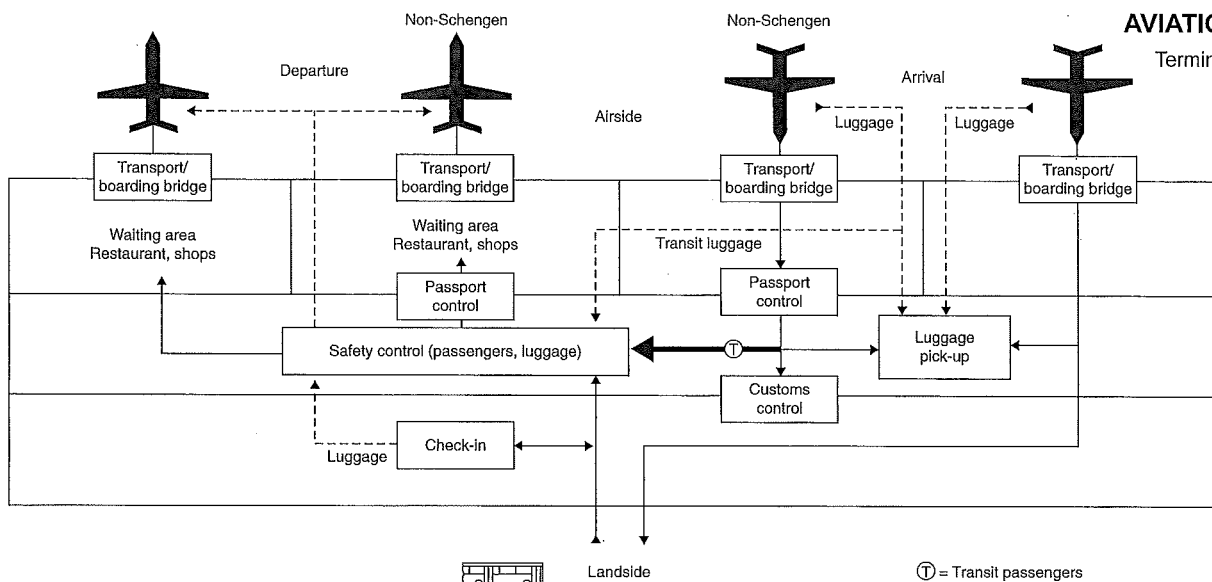 Non-Schengen
Non-Schengen
AVIATIO
Termin
Departure
Arrival
Airside
Luggage
Luggage
Transport/
boarding bridge
Transport/
boarding bridge
Transport/
boarding bridge
Transport/
boarding bridge
Waiting area
Restaurant, shops
Waiting area
Restaurant, shops
Transit luggage
Passport
control
Passport
control
Safety control (passengers, luggage)
T
Luggage
pick-up
Customs
control
Check-in
Luggage
Landside
T = Transit passengers